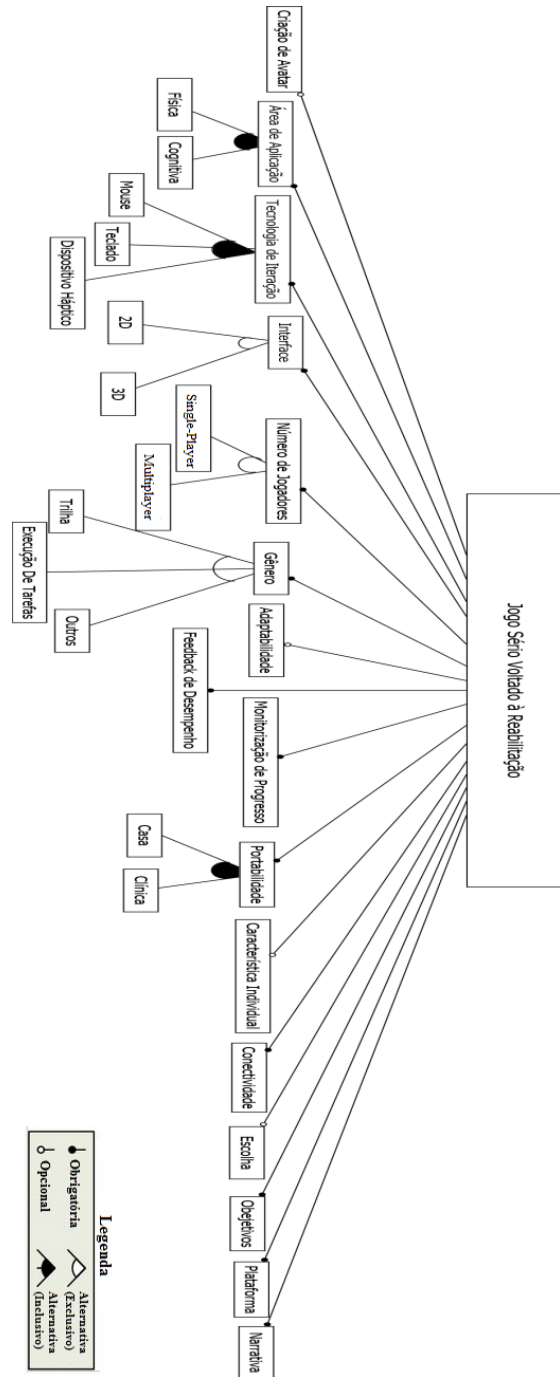 Jogo Sério Voltado à Reabilitação
Criação de Avatar
Área de Aplicação
Física
Cognitiva
Tecnologia de Iteração
Mouse
Teclado
Dispositivo Háptico
Interface
2D
3D
Número de Jogadores
Single-Player
Multiplayer
Gênero
Trilha
Execução De Tarefas
Outros
Adaptabilidade
Feedback de Desempenho
Monitorização de Progresso
Portabilidade
Casa
Clínica
Característica Individual
Conectividade
Escolha
Obejetivos
Plataforma
Narrativa
Legenda
Obrigatória
Opcional
Alternativa
(Exclusivo)
Alternativa
(Inclusivo)